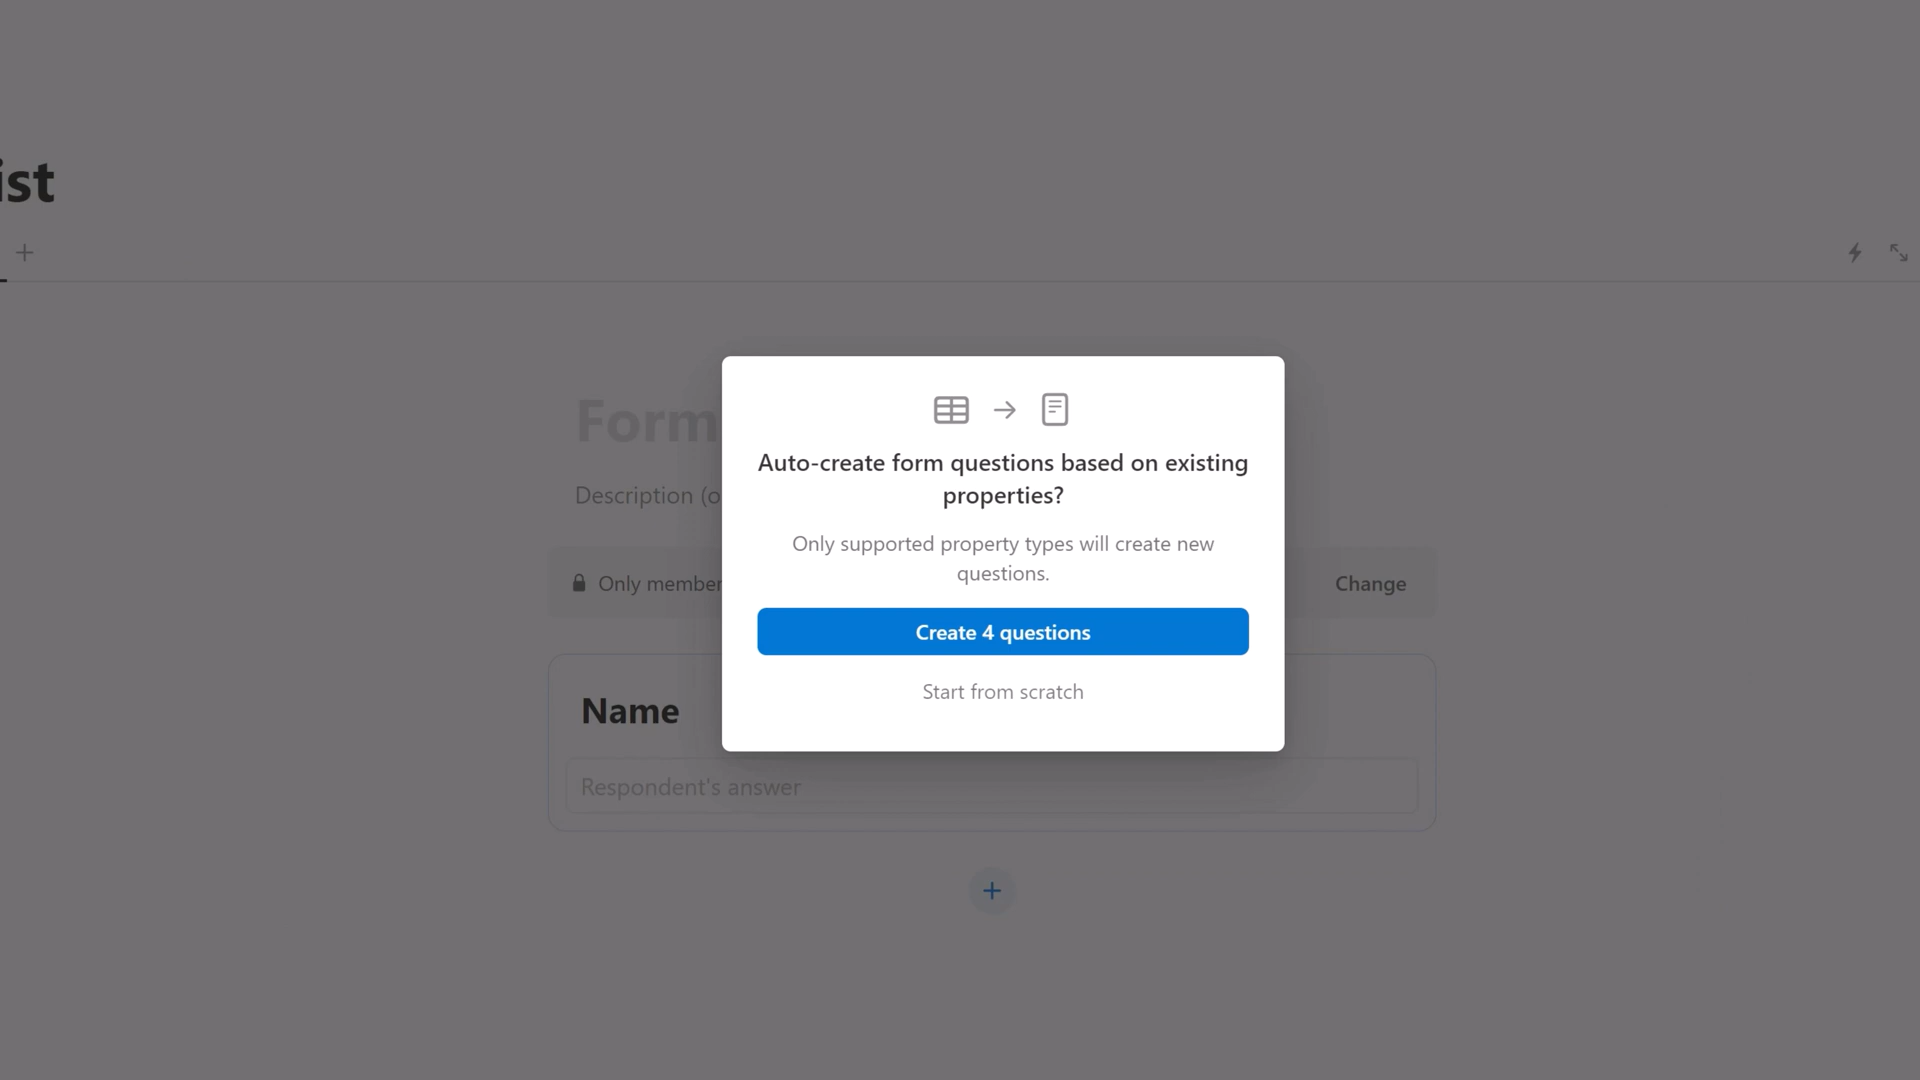 ist
Form
Description (o
Only member
Change
Name
Respondent's answer
Auto-create form questions based on existing
properties?
Only supported property types will create new
questions.
Create 4 questions
Start from scratch